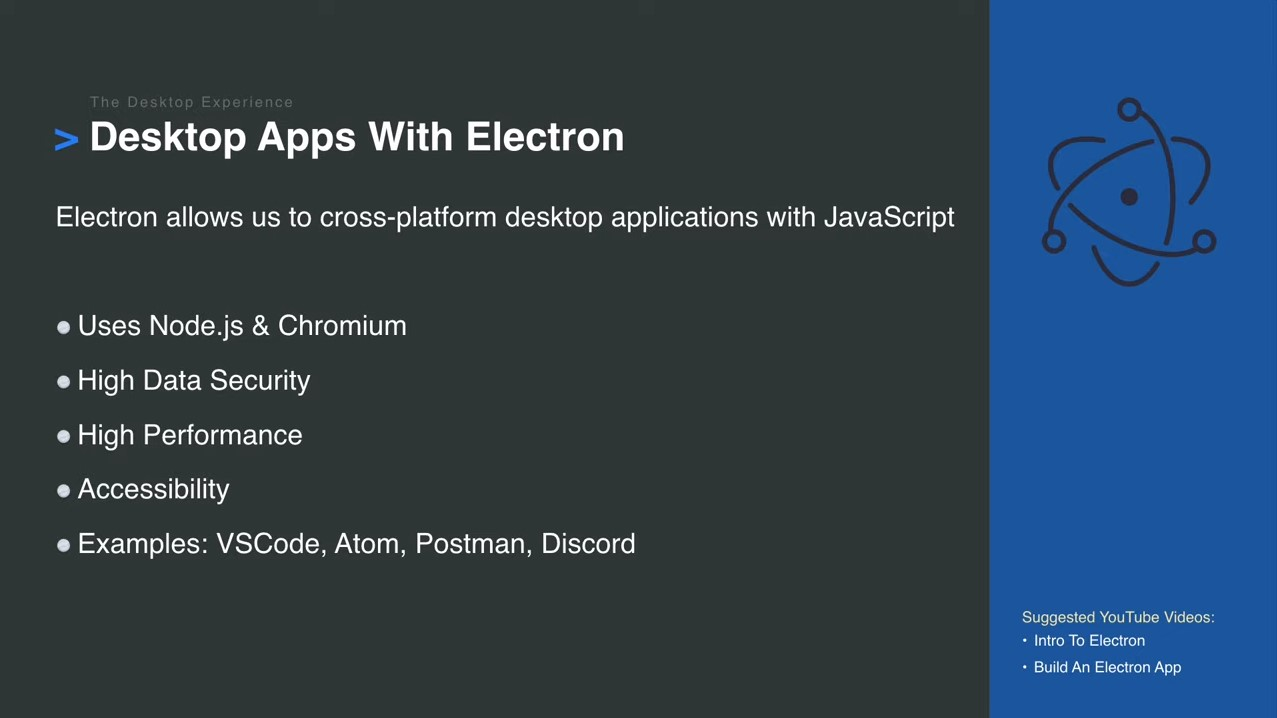 The Desktop Experience
> Desktop Apps With Electron
Electron allows us to cross-platform desktop applications with JavaScript
Uses Node.js & Chromium
High Data Security
High Performance
Accessibility
Examples: VSCode, Atom, Postman, Discord
Suggested YouTube Videos:
• Intro To Electron
• Build An Electron App